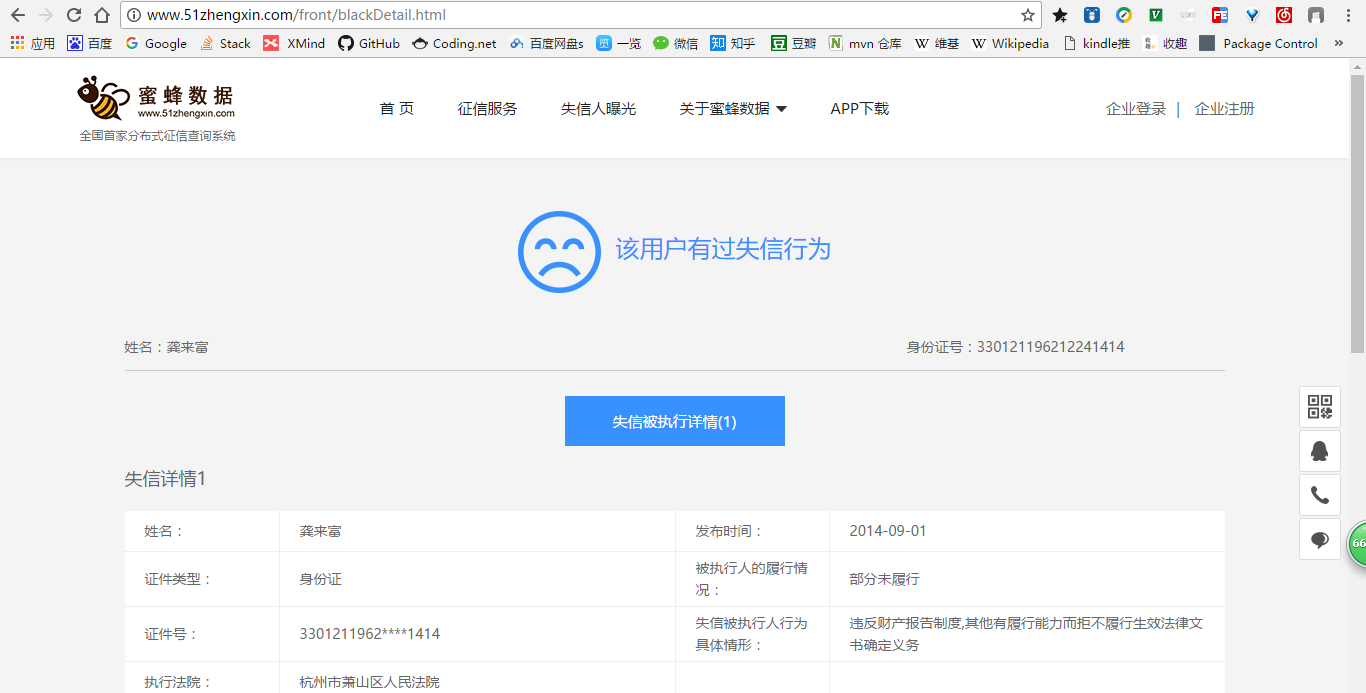 www.51zhengxin.com/front/blackDetail.html
应用 百度 Google Stack XMind GitHub Coding.net 百度网盘s 一览 微信 知乎 豆瓣 mvn 仓库 维基 Wikipedia kindle推 收趣 Package Control »
蜜蜂数据
www.51zhengxin.com
全国首家分布式征信查询系统
首 页 征信服务 失信人曝光 关于蜜蜂数据 APP下载 企业登录 | 企业注册
该用户有过失信行为
姓名：龚来富 身份证号：330121196212241414
失信被执行详情(1)
失信详情1
姓名： 龚来富 发布时间： 2014-09-01
证件类型： 身份证 被执行人的履行情
况： 部分未履行
证件号： 3301211962****1414 失信被执行人行为
具体情形： 违反财产报告制度,其他有履行能力而拒不履行生效法律文
书确定义务
执行法院： 杭州市萧山区人民法院
66